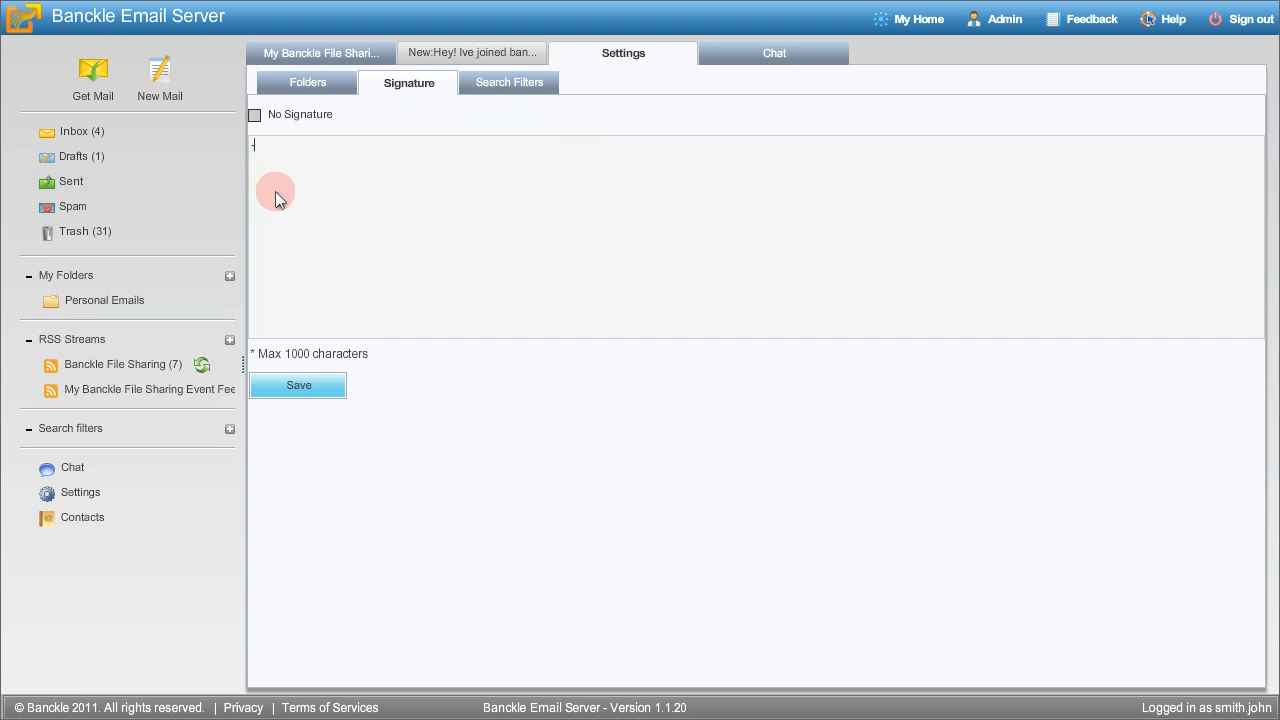 Banckle Email Server
My Home
Admin
Feedback
Help
Sign out
Get Mail
New Mail
My Banckle File Shari...
New:Hey! Ive joined ban...
Settings
Chat
Folders
Signature
Search Filters
No Signature
-
* Max 1000 characters
Save
Inbox (4)
Drafts (1)
Sent
Spam
Trash (31)
My Folders
Personal Emails
RSS Streams
Banckle File Sharing (7)
My Banckle File Sharing Event Fee
Search filters
Chat
Settings
Contacts
© Banckle 2011. All rights reserved. | Privacy | Terms of Services
Banckle Email Server - Version 1.1.20
Logged in as smith.john